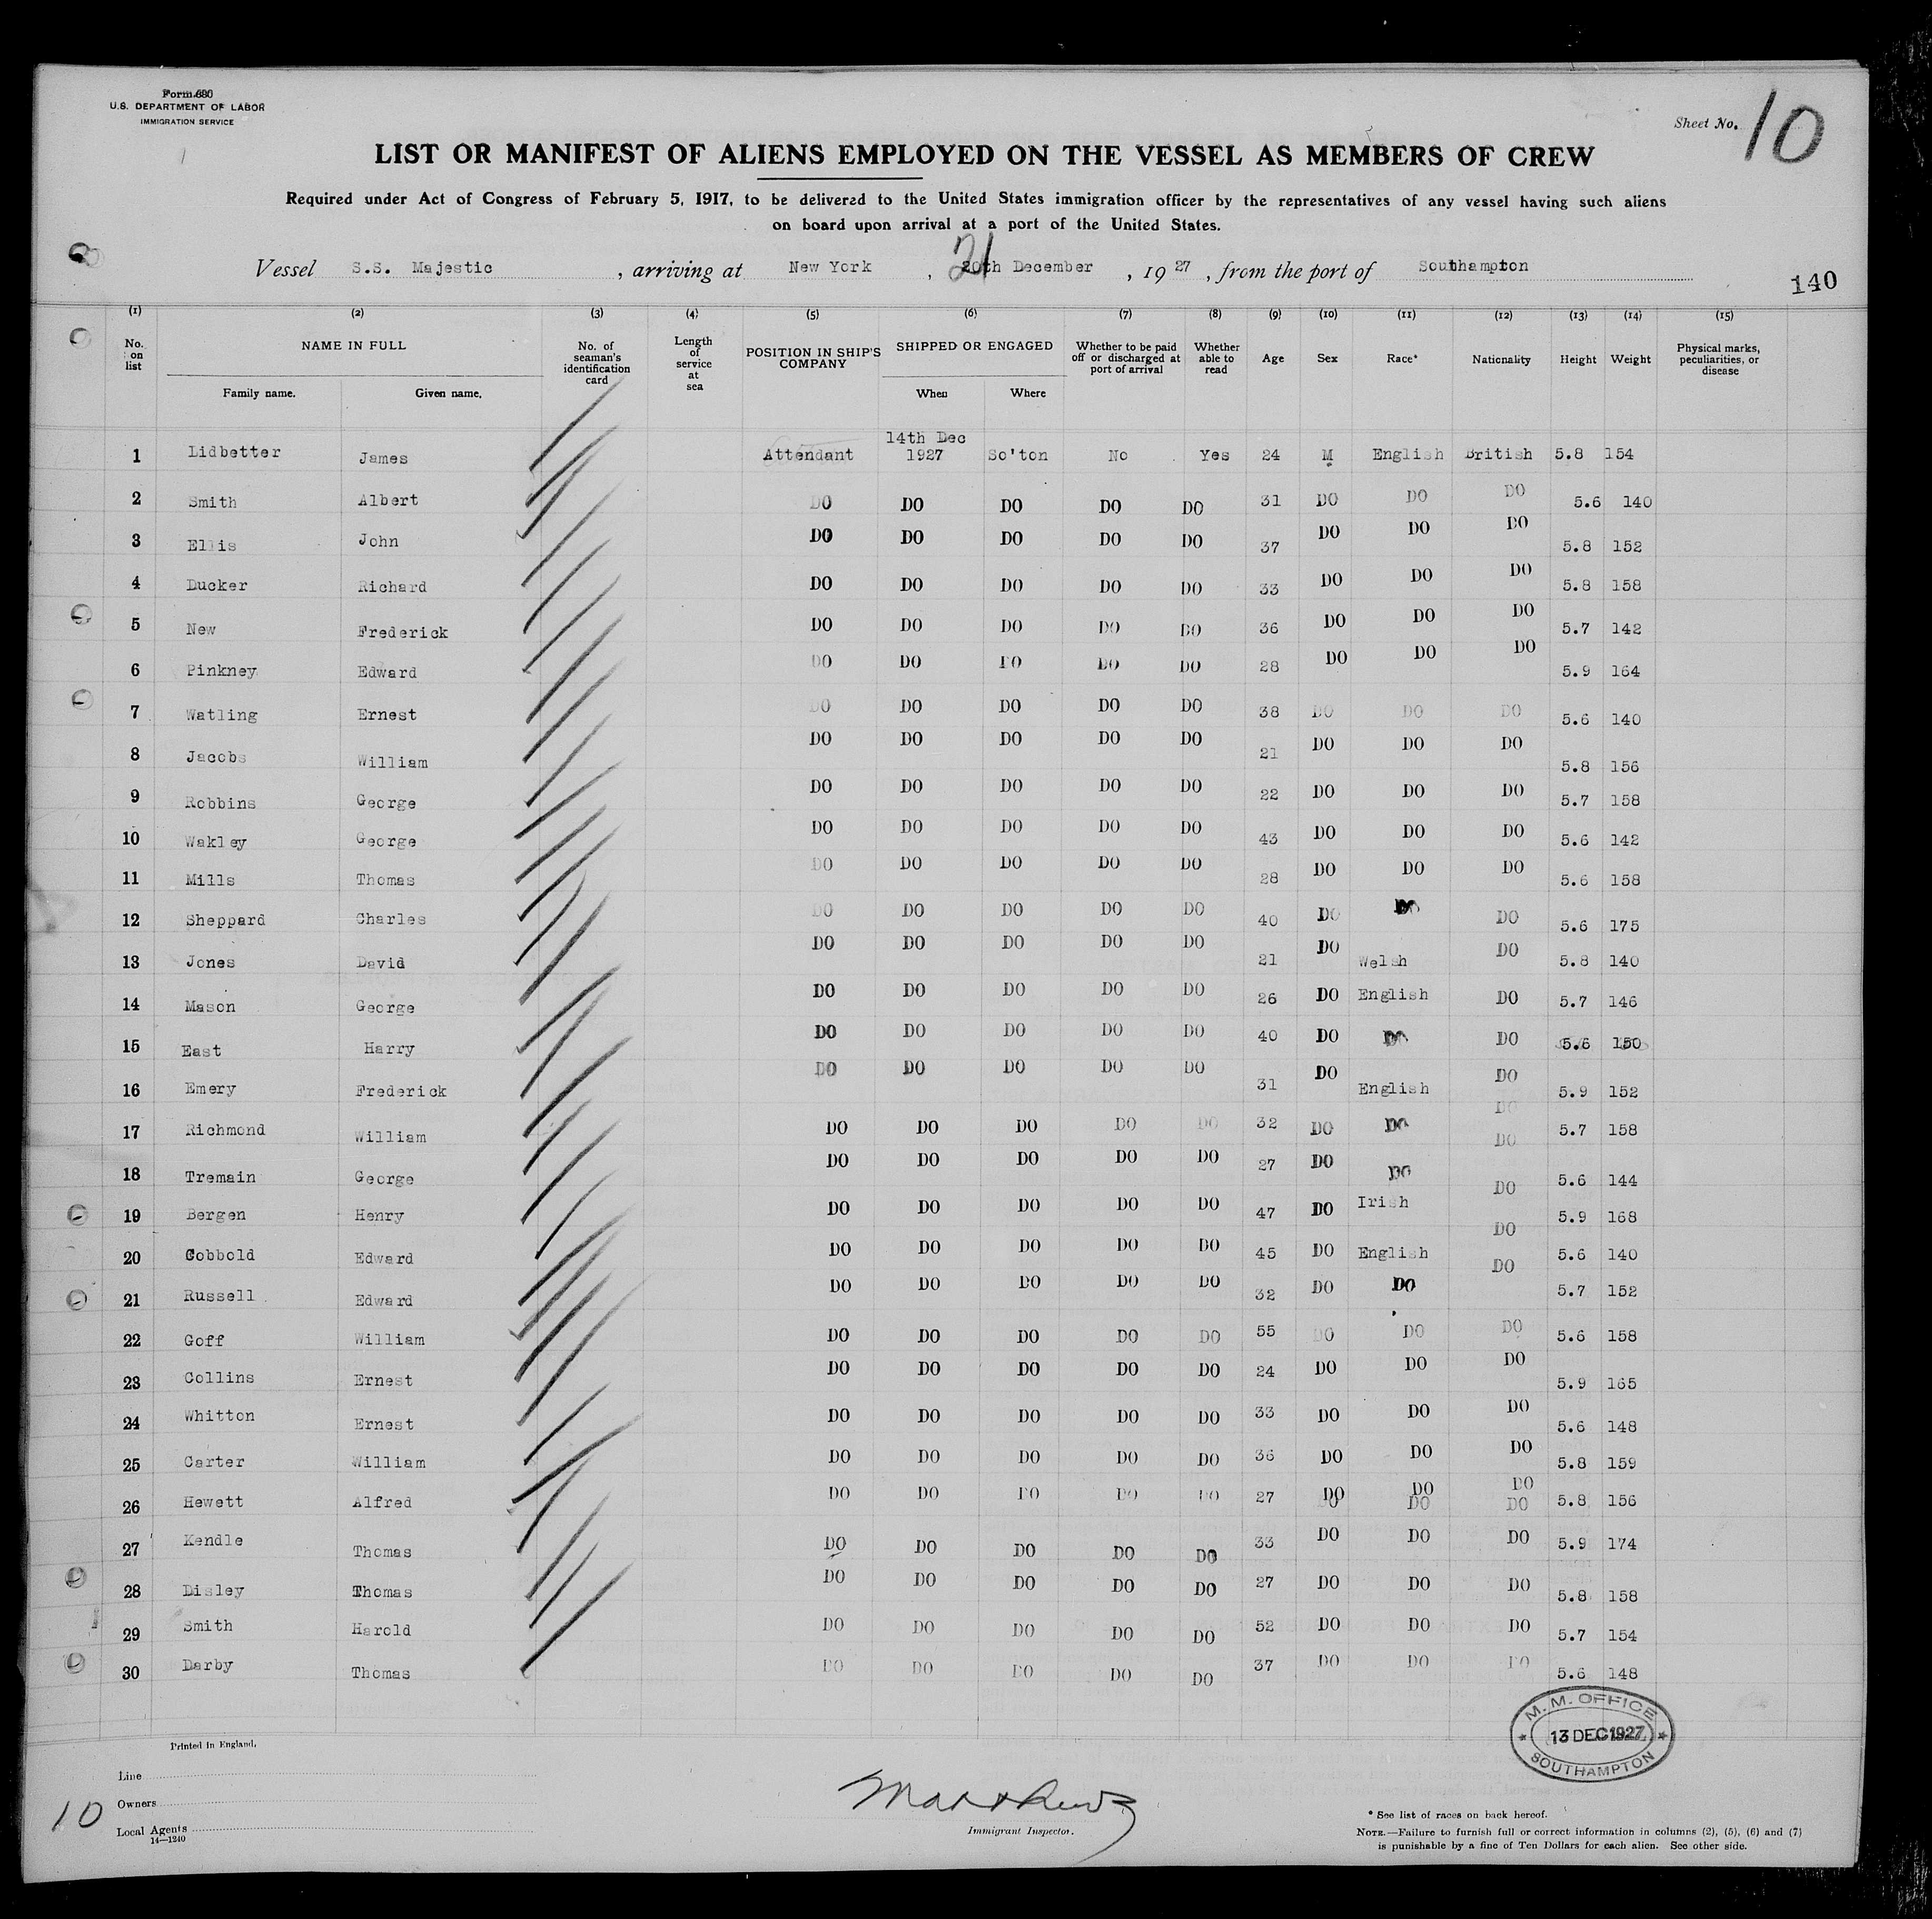 Form 680
U.S. DEPARTMENT OF LABOR
IMMIGRATION SERVICE
Sheet No. 10
LIST OR MANIFEST OF ALIENS EMPLOYED ON THE VESSEL AS MEMBERS OF CREW
Required under Act of Congress of February 5, 1917, to be delivered to the United States immigration officer by the representatives of any vessel having such aliens
on board upon arrival at a port of the United States.
Vessel S.S. Majestic, arriving at New York, 21 20th December, 1927, from the port of Southampton
140
(1) (2) (3) (4) (5) (6) (7) (8) (9) (10) (11) (12) (13) (14) (15)
No. on list NAME IN FULL Family name. Given name. No. of seaman's identification card Length of service at sea POSITION IN SHIP'S COMPANY SHIPPED OR ENGAGED When Where Whether to be paid off or discharged at port of arrival Whether able to read Age Sex Race* Nationality Height Weight Physical marks, peculiarities, or disease
1 Lidbetter James Attendant 14th Dec 1927 So'ton No Yes 24 M English British 5.8 154
2 Smith Albert DO DO DO DO DO 31 DO DO DO 5.6 140
3 Ellis John DO DO DO DO DO 37 DO DO DO 5.8 152
4 Ducker Richard DO DO DO DO DO 33 DO DO DO 5.8 158
5 New Frederick DO DO DO DO DO 36 DO DO DO 5.7 142
6 Pinkney Edward DO DO DO DO DO 28 DO DO DO 5.9 164
7 Watling Ernest DO DO DO DO DO 38 DO DO DO 5.6 140
8 Jacobs William DO DO DO DO DO 21 DO DO DO 5.8 156
9 Robbins George DO DO DO DO DO 22 DO DO DO 5.7 158
10 Wakley George DO DO DO DO DO 43 DO DO DO 5.6 142
11 Mills Thomas DO DO DO DO DO 28 DO DO DO 5.6 158
12 Sheppard Charles DO DO DO DO DO 40 DO DO DO 5.6 175
13 Jones David DO DO DO DO DO 21 DO Welsh DO 5.8 140
14 Mason George DO DO DO DO DO 26 DO English DO 5.7 146
15 East Harry DO DO DO DO DO 40 DO DO DO 5.6 150
16 Emery Frederick DO DO DO DO DO 31 DO English DO 5.9 152
17 Richmond William DO DO DO DO DO 32 DO DO DO DO 5.7 158
18 Tremain George DO DO DO DO DO 27 DO DO DO 5.6 144
19 Bergen Henry DO DO DO DO DO 47 DO Irish DO 5.9 168
20 Cobbold Edward DO DO DO DO DO 45 DO English DO 5.6 140
21 Russell Edward DO DO DO DO DO 32 DO DO 5.7 152
22 Goff William DO DO DO DO DO 55 DO DO DO 5.6 158
23 Collins Ernest DO DO DO DO DO 24 DO DO DO 5.9 165
24 Whitton Ernest DO DO DO DO DO 33 DO DO DO 5.6 148
25 Carter William DO DO DO DO DO 36 DO DO DO 5.8 159
26 Hewett Alfred DO DO DO DO DO 27 DO DO DO DO DO DO 5.8 156
27 Kendle Thomas DO DO DO DO DO 33 DO DO DO 5.9 174
28 Disley Thomas DO DO DO DO DO 27 DO DO DO 5.8 158
29 Smith Harold DO DO DO DO DO 52 DO DO DO 5.7 154
30 Darby Thomas DO DO DO DO DO 37 DO DO DO 5.6 148
M.M. OFFICE
13 DEC 1927
SOUTHAMPTON
Printed in England.
Line
Owners
Local Agents
14—1240
10
Matthews
Immigrant Inspector.
* See list of races on back hereof.
NOTE.—Failure to furnish full or correct information in columns (2), (5), (6) and (7)
is punishable by a fine of Ten Dollars for each alien. See other side.